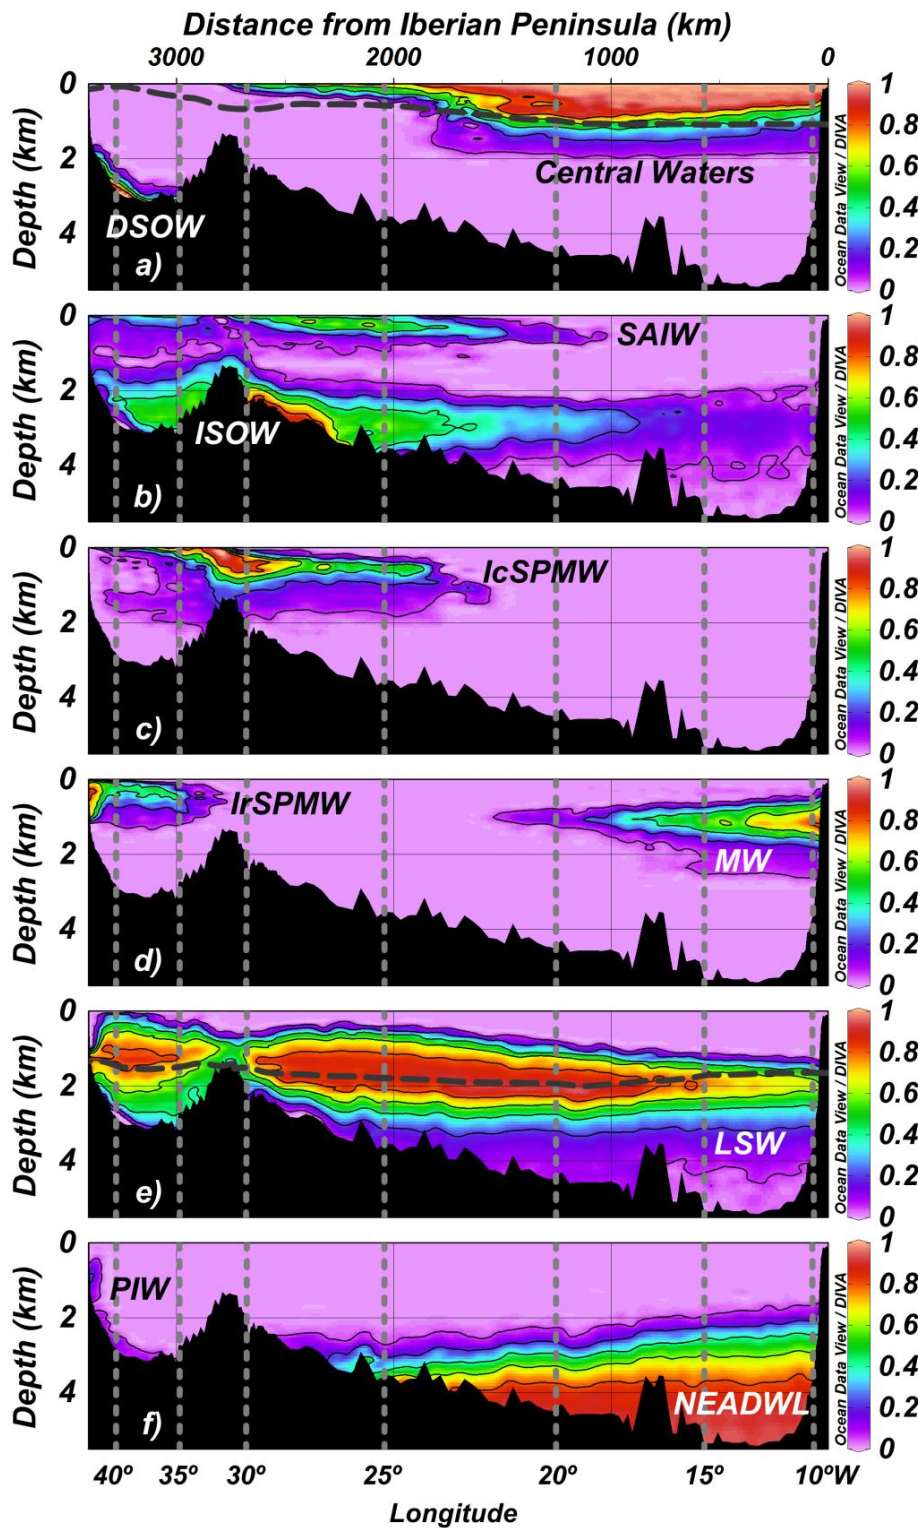 Distance from Iberian Peninsula (km)
3000 2000 1000 0
0
2
4
Depth (km)
DSOW
Central Waters
a)
Ocean Data View / DIVA
1
0.8
0.6
0.4
0.2
0
0
2
4
Depth (km)
SAIW
ISOW
b)
Ocean Data View / DIVA
1
0.8
0.6
0.4
0.2
0
0
2
4
Depth (km)
IcSPMW
c)
Ocean Data View / DIVA
1
0.8
0.6
0.4
0.2
0
0
2
4
Depth (km)
IrSPMW
MW
d)
Ocean Data View / DIVA
1
0.8
0.6
0.4
0.2
0
0
2
4
Depth (km)
LSW
e)
Ocean Data View / DIVA
1
0.8
0.6
0.4
0.2
0
0
2
4
Depth (km)
PIW
NEADWL
f)
Ocean Data View / DIVA
1
0.8
0.6
0.4
0.2
0
40º 35º 30º 25º 20º 15º 10ºW
Longitude